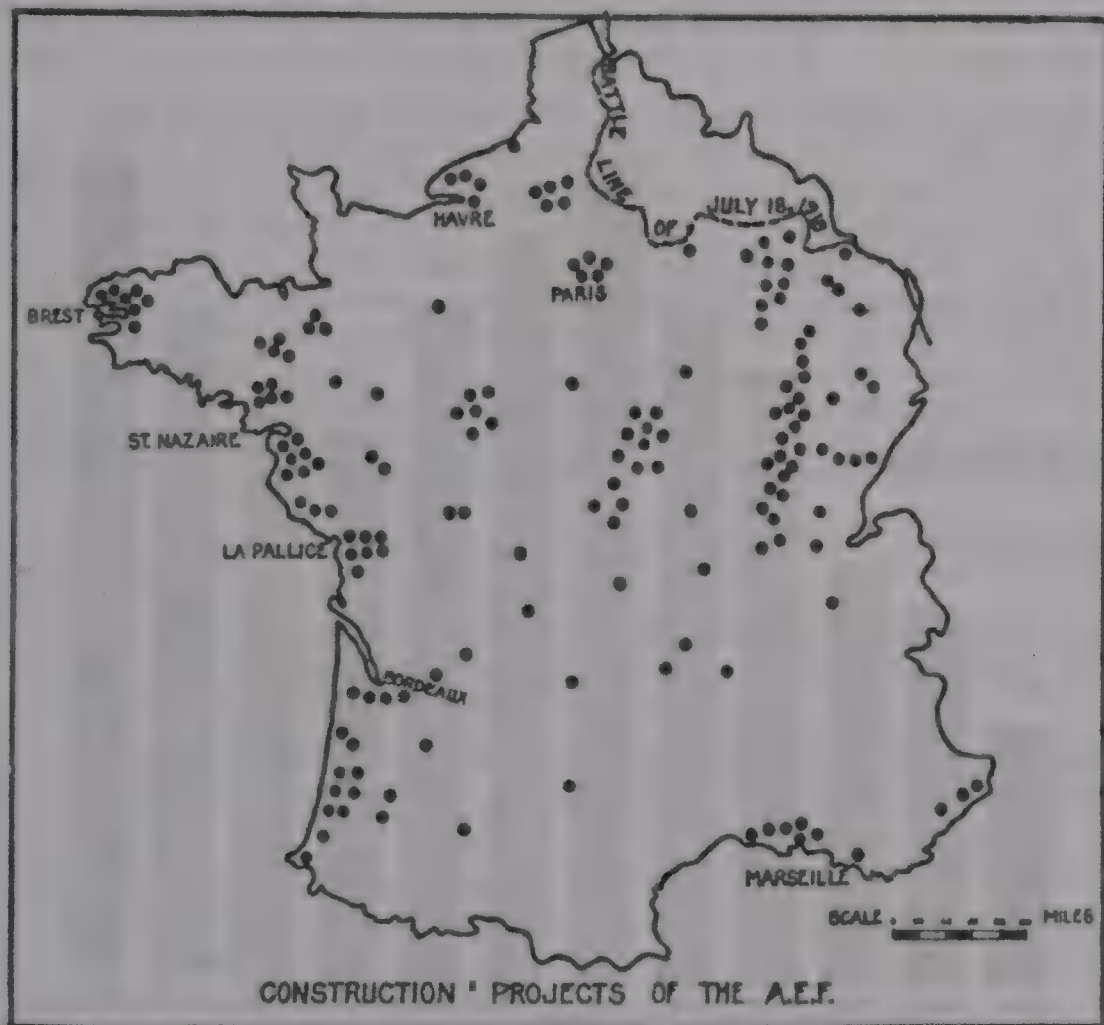 BATTLE LINE OF JULY 18, 1918
HAVRE
PARIS
BREST
ST. NAZAIRE
LA PALLICE
BORDEAUX
MARSEILLE
SCALE MILES
CONSTRUCTION PROJECTS OF THE A.E.F.